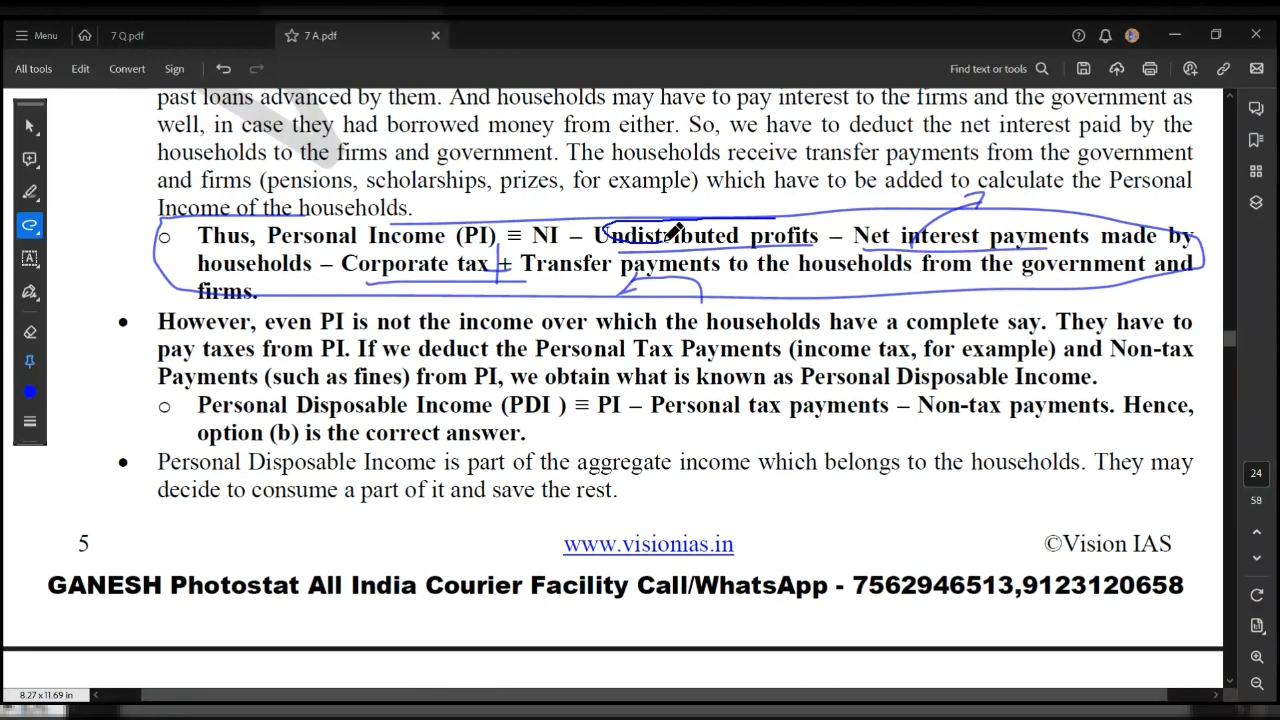 Menu
7 Q.pdf
7 A.pdf
All tools Edit Convert Sign
Find text or tools
past loans advanced by them. And households may have to pay interest to the firms and the government as
well, in case they had borrowed money from either. So, we have to deduct the net interest paid by the
households to the firms and government. The households receive transfer payments from the government
and firms (pensions, scholarships, prizes, for example) which have to be added to calculate the Personal
Income of the households.
Thus, Personal Income (PI) ≡ NI – Undistributed profits – Net interest payments made by
households – Corporate tax + Transfer payments to the households from the government and
firms.
• However, even PI is not the income over which the households have a complete say. They have to
pay taxes from PI. If we deduct the Personal Tax Payments (income tax, for example) and Non-tax
Payments (such as fines) from PI, we obtain what is known as Personal Disposable Income.
Personal Disposable Income (PDI ) ≡ PI – Personal tax payments – Non-tax payments. Hence,
option (b) is the correct answer.
• Personal Disposable Income is part of the aggregate income which belongs to the households. They may
decide to consume a part of it and save the rest.
24
58
5 www.visionias.in ©Vision IAS
GANESH Photostat All India Courier Facility Call/WhatsApp - 7562946513,9123120658
8.27 x 11.69 in